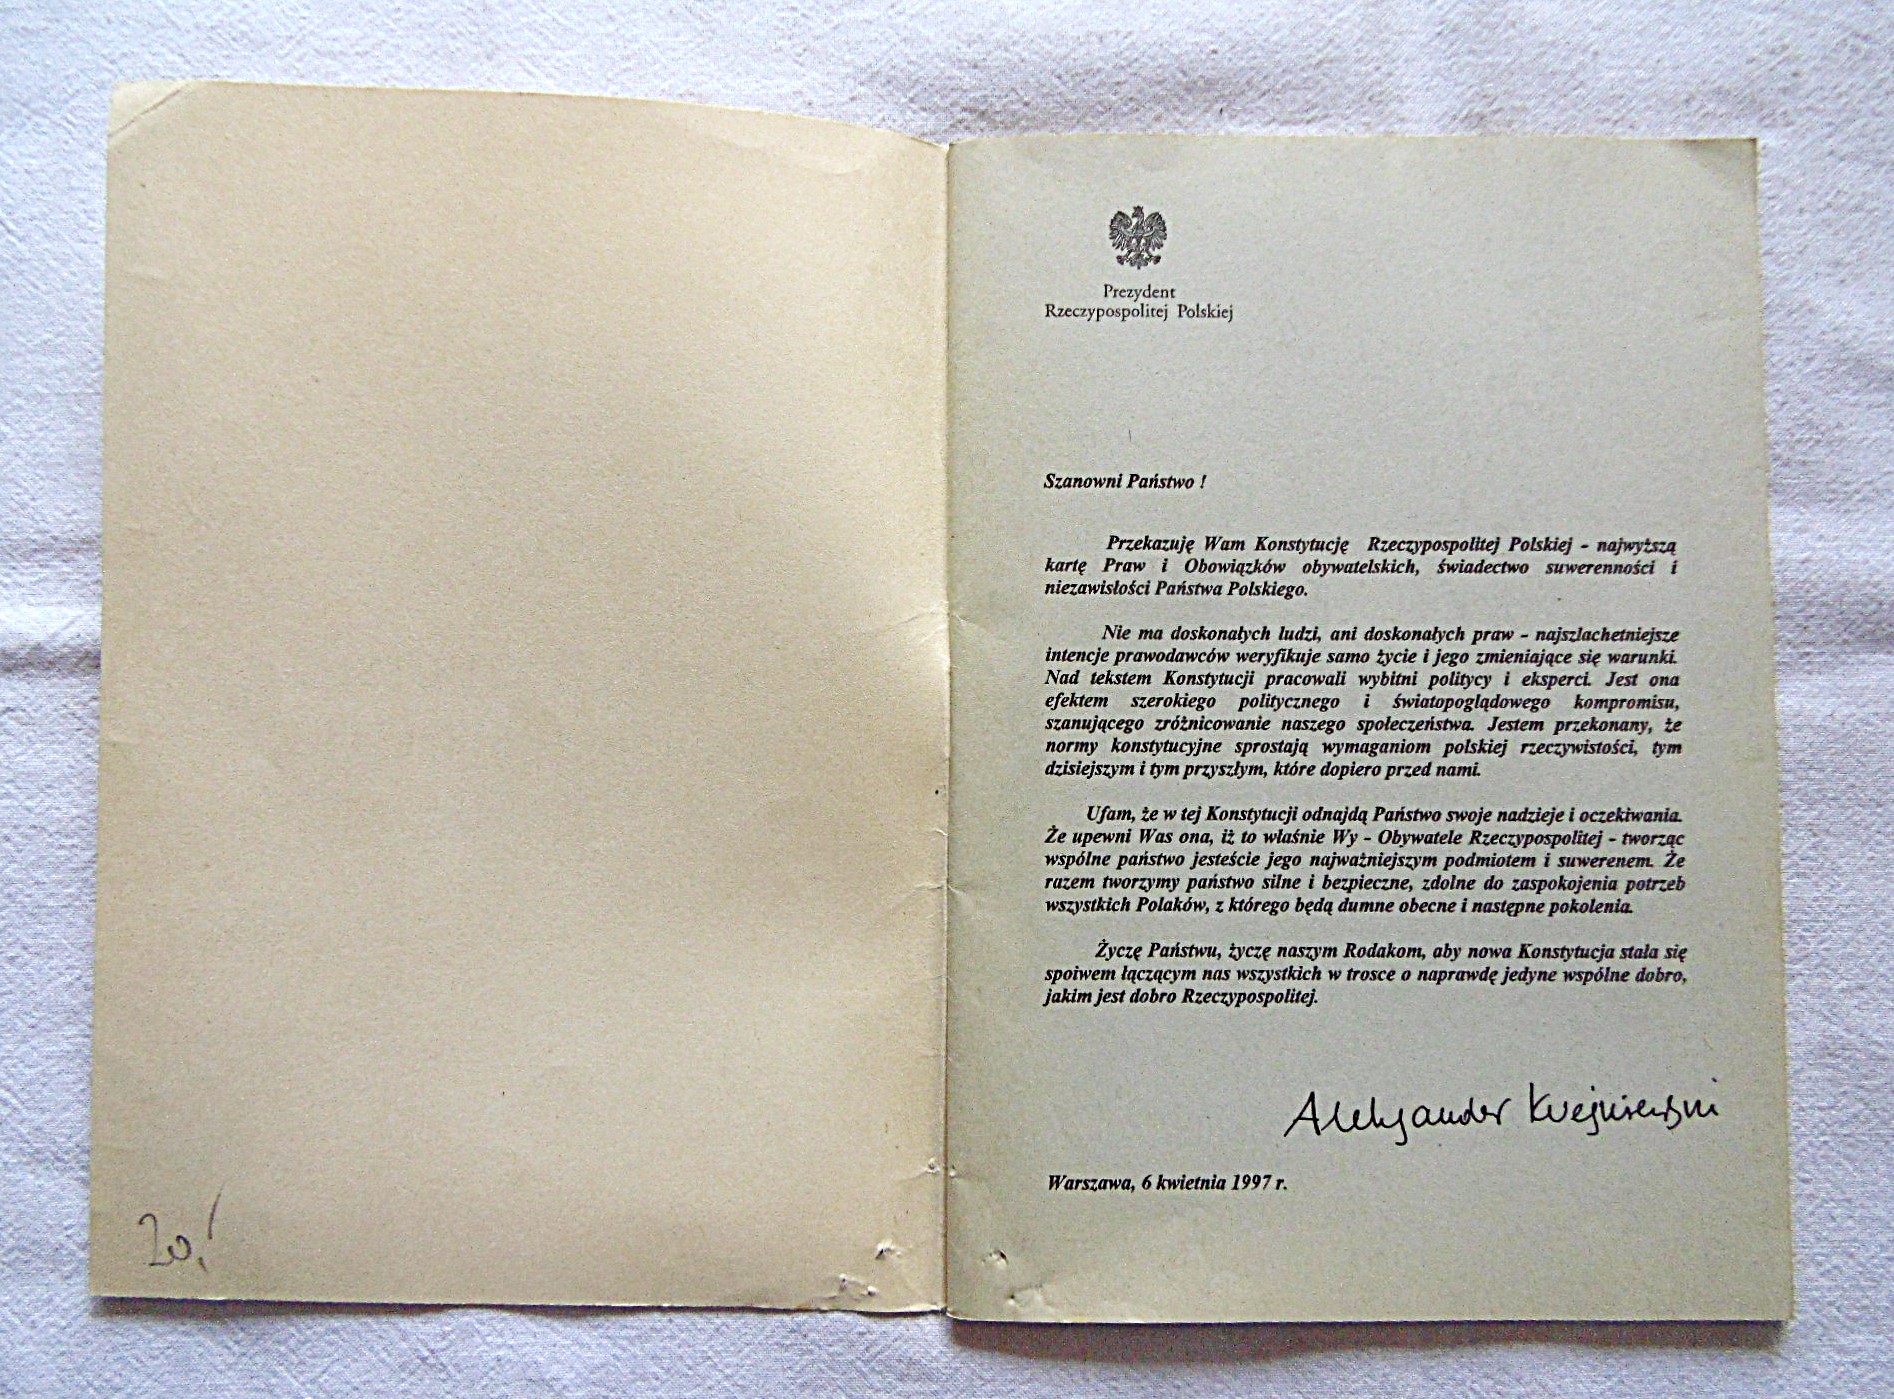 20,
Prezydent
Rzeczypospolitej Polskiej
Szanowni Państwo !
Przekazuję Wam Konstytucję Rzeczypospolitej Polskiej - najwyższą
kartę Praw i Obowiązków obywatelskich, świadectwo suwerenności i
niezawisłości Państwa Polskiego.
Nie ma doskonałych ludzi, ani doskonałych praw - najszlachetniejsze
intencje prawodawców weryfikuje samo życie i jego zmieniające się warunki.
Nad tekstem Konstytucji pracowali wybitni politycy i eksperci. Jest ona
efektem szerokiego politycznego i światopoglądowego kompromisu,
szanującego zróżnicowanie naszego społeczeństwa. Jestem przekonany, że
normy konstytucyjne sprostają wymaganiom polskiej rzeczywistości, tym
dzisiejszym i tym przyszłym, które dopiero przed nami.
Ufam, że w tej Konstytucji odnajdą Państwo swoje nadzieje i oczekiwania.
Że upewni Was ona, iż to właśnie Wy - Obywatele Rzeczypospolitej - tworząc
wspólne państwo jesteście jego najważniejszym podmiotem i suwerenem. Że
razem tworzymy państwo silne i bezpieczne, zdolne do zaspokojenia potrzeb
wszystkich Polaków, z którego będą dumne obecne i następne pokolenia.
Życzę Państwu, życzę naszym Rodakom, aby nowa Konstytucja stała się
spoiwem łączącym nas wszystkich w trosce o naprawdę jedyne wspólne dobro,
jakim jest dobro Rzeczypospolitej.
Aleksander Kwaśniewski
Warszawa, 6 kwietnia 1997 r.